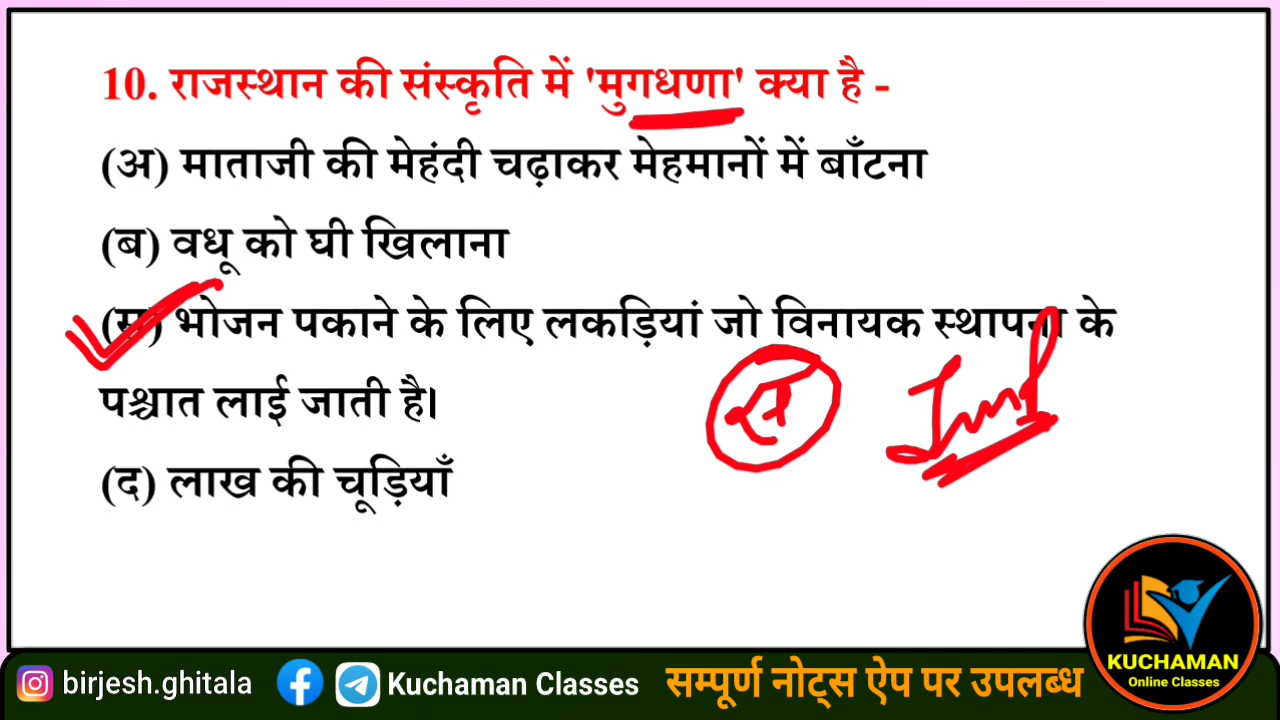 10. राजस्थान की संस्कृति में 'मुगधणा' क्या है -
(अ) माताजी की मेहंदी चढ़ाकर मेहमानों में बाँटना
(ब) वधू को घी खिलाना
(स) भोजन पकाने के लिए लकड़ियां जो विनायक स्थापना के
पश्चात लाई जाती है।
स Imp
(द) लाख की चूड़ियाँ
KUCHAMAN
Online Classes
birjesh.ghitala Kuchaman Classes सम्पूर्ण नोट्स ऐप पर उपलब्ध